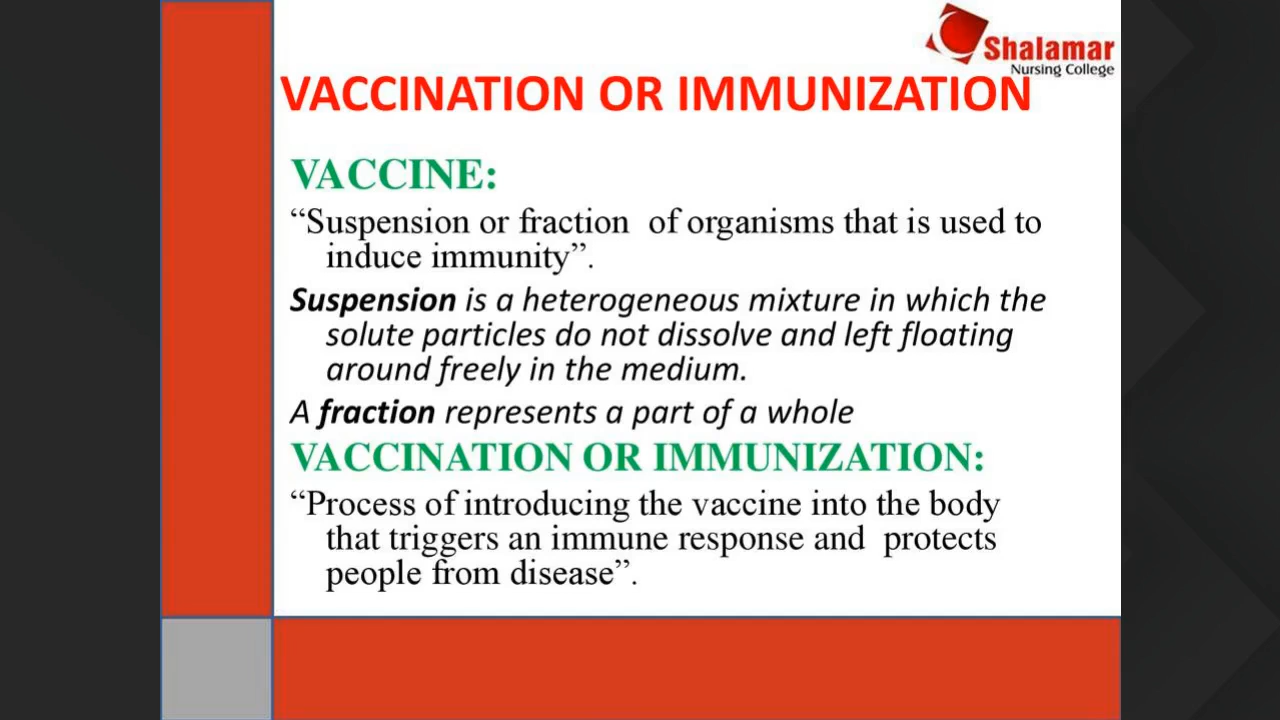 Shalamar
Nursing College
VACCINATION OR IMMUNIZATION
VACCINE:
“Suspension or fraction of organisms that is used to
induce immunity”.
Suspension is a heterogeneous mixture in which the
solute particles do not dissolve and left floating
around freely in the medium.
A fraction represents a part of a whole
VACCINATION OR IMMUNIZATION:
“Process of introducing the vaccine into the body
that triggers an immune response and protects
people from disease”.